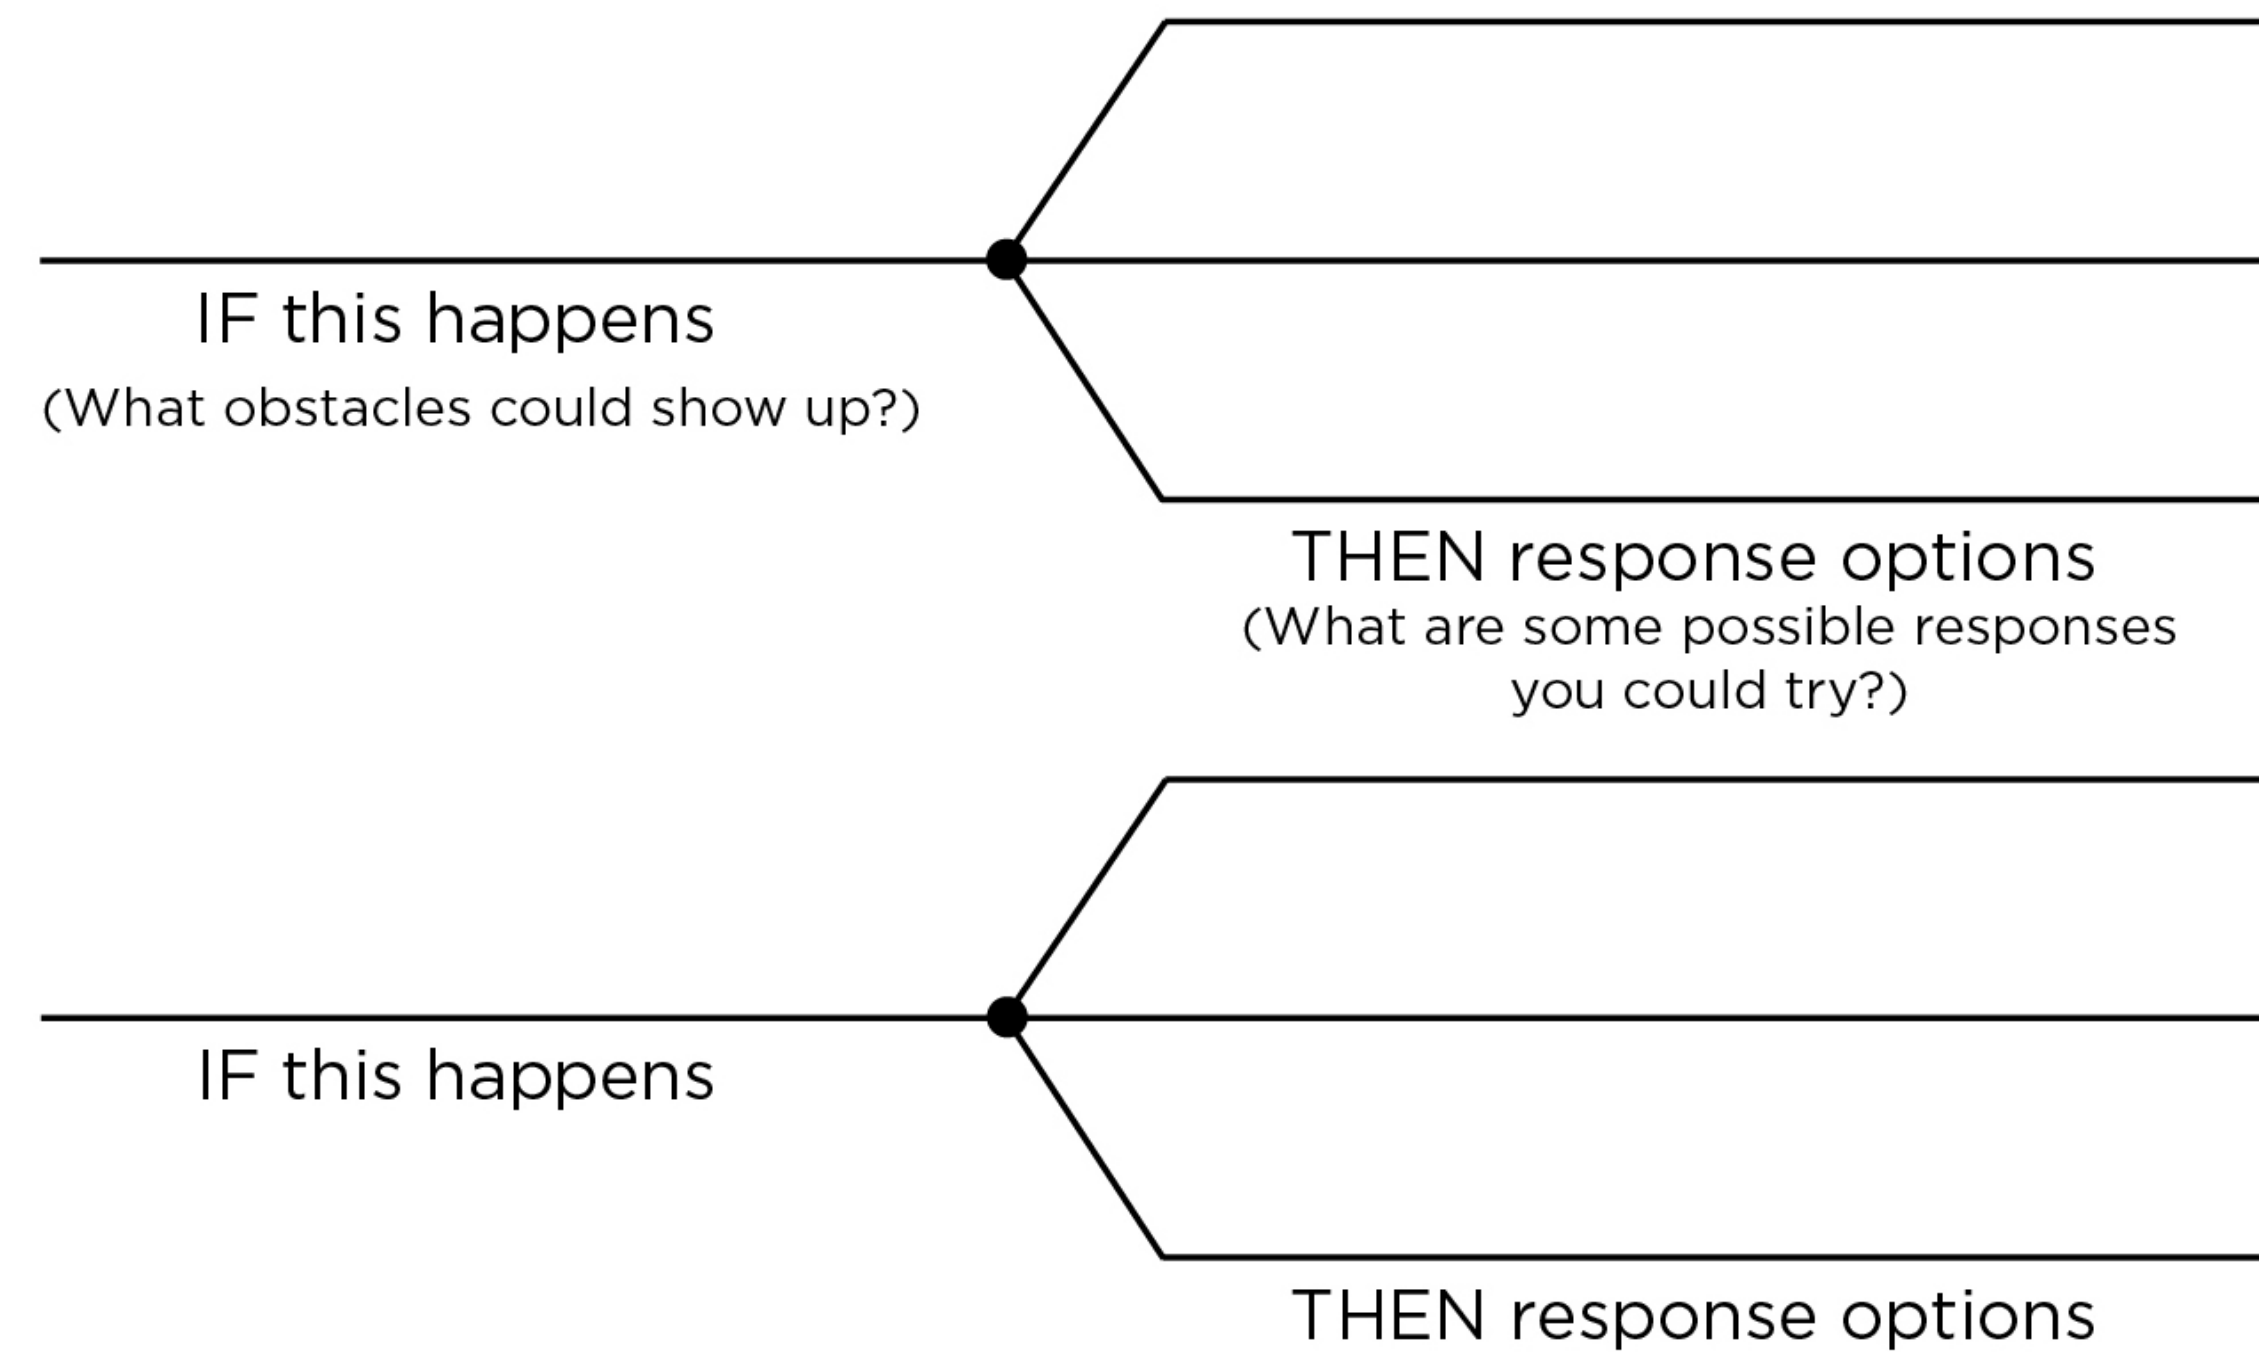 IF this happens
(What obstacles could show up?)
THEN response options
(What are some possible responses
you could try?)
IF this happens
THEN response options